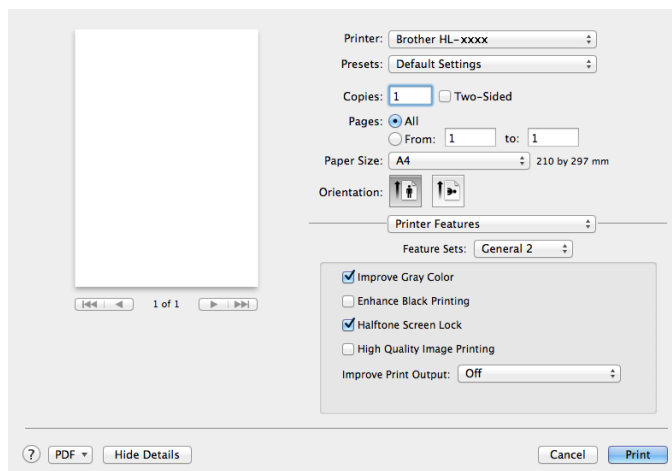 Printer: Brother HL-xxxx
Presets: Default Settings
Copies: 1 Two-Sided
Pages: All
From: 1 to: 1
Paper Size: A4 210 by 297 mm
Orientation:
Printer Features
Feature Sets: General 2
Improve Gray Color
Enhance Black Printing
Halftone Screen Lock
High Quality Image Printing
Improve Print Output: Off
1 of 1
? PDF Hide Details Cancel Print